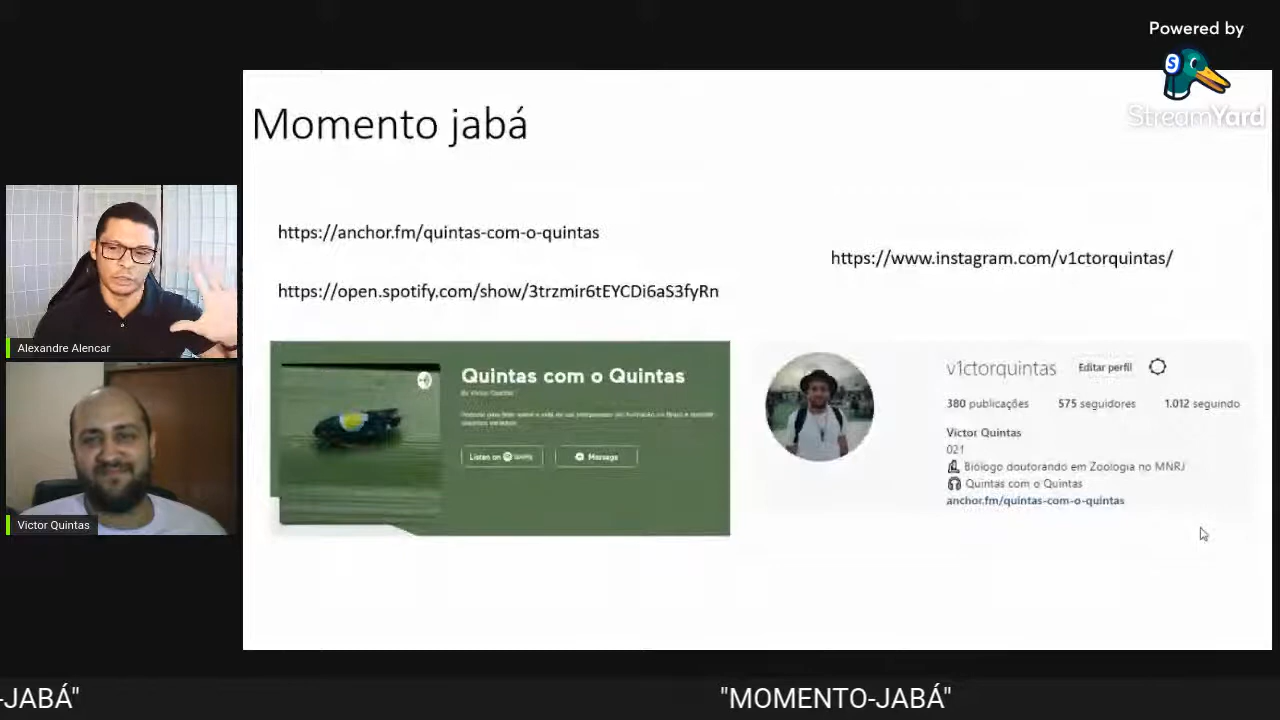 Powered by
StreamYard
Momento jabá
https://anchor.fm/quintas-com-o-quintas
https://www.instagram.com/v1ctorquintas/
https://open.spotify.com/show/3trzmir6tEYCDi6aS3fyRn
Alexandre Alencar
Victor Quintas
Quintas com o Quintas
Listen on
Message
v1ctorquintas Editar perfil
380 publicações 575 seguidores 1.012 seguindo
Victor Quintas
021
Biólogo doutorando em Zoologia no MNRJ
Quintas com o Quintas
anchor.fm/quintas-com-o-quintas
-JABÁ" "MOMENTO-JABÁ"